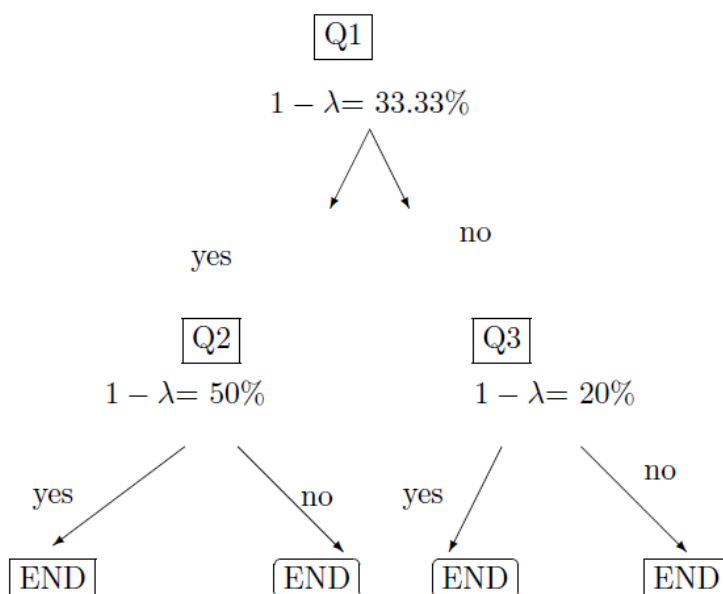 Q1
1 − λ= 33.33%
yes
no
Q2
Q3
1 − λ= 50%
1 − λ= 20%
yes
no
yes
no
END
END
END
END